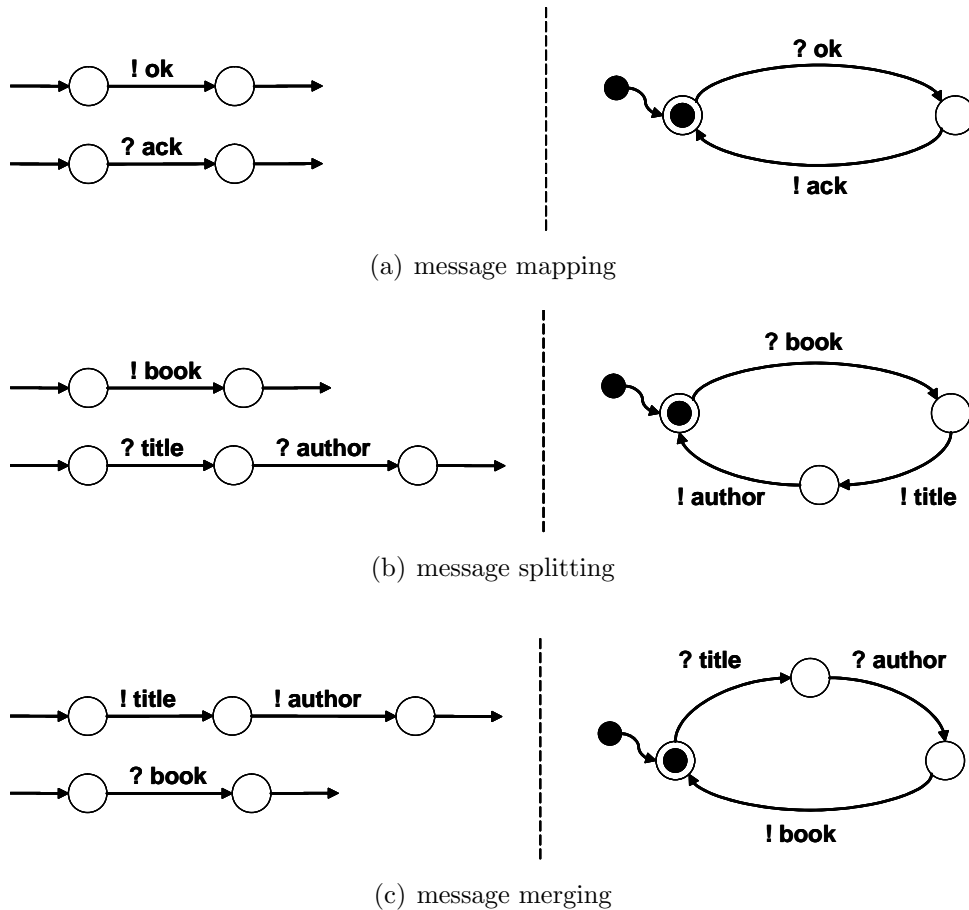 ! ok
? ok
? ack
! ack
(a) message mapping
! book
? book
? title ? author
! author ! title
(b) message splitting
? title ? author
! title ! author
? book
! book
(c) message merging